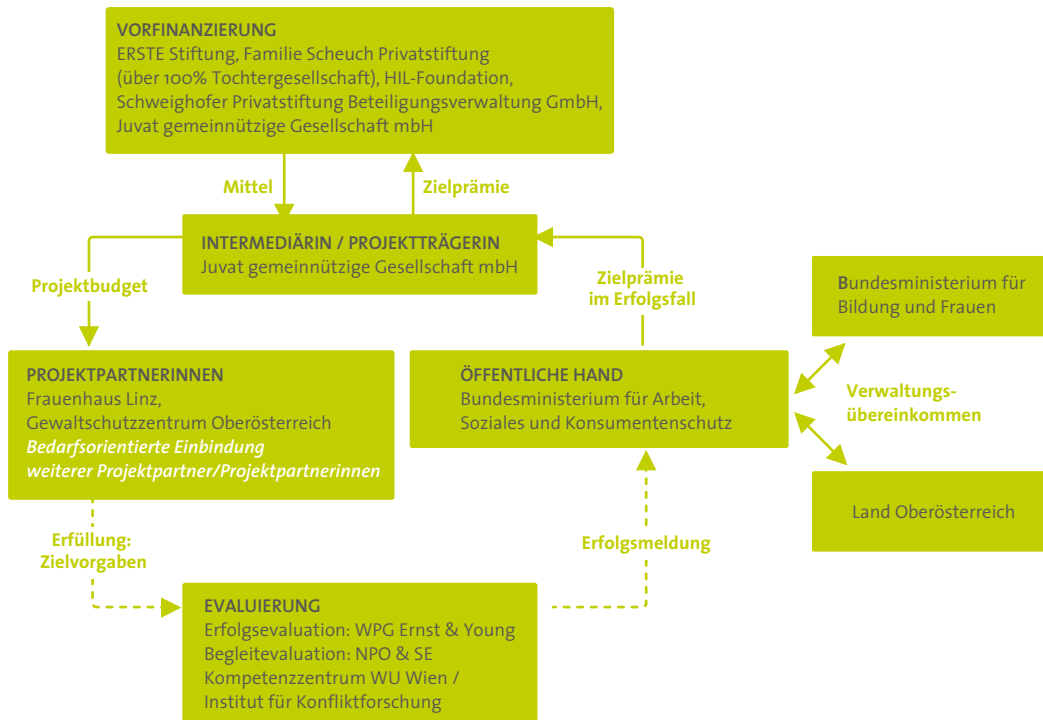 VORFINANZIERUNG
ERSTE Stiftung, Familie Scheuch Privatstiftung
(über 100% Tochtergesellschaft), HIL-Foundation,
Schweighofer Privatstiftung Beteiligungsverwaltung GmbH,
Juvat gemeinnützige Gesellschaft mbH
Mittel
Zielprämie
INTERMEDIÄRIN / PROJEKTTRÄGERIN
Juvat gemeinnützige Gesellschaft mbH
Projektbudget
Zielprämie
im Erfolgsfall
Bundesministerium für
Bildung und Frauen
PROJEKTPARTNERINNEN
Frauenhaus Linz,
Gewaltschutzzentrum Oberösterreich
Bedarfsorientierte Einbindung
weiterer Projektpartner/Projektpartnerinnen
ÖFFENTLICHE HAND
Bundesministerium für Arbeit,
Soziales und Konsumentenschutz
Verwaltungs-
übereinkommen
Land Oberösterreich
Erfüllung:
Zielvorgaben
Erfolgsmeldung
EVALUIERUNG
Erfolgsevaluation: WPG Ernst & Young
Begleitevaluation: NPO & SE
Kompetenzzentrum WU Wien /
Institut für Konfliktforschung